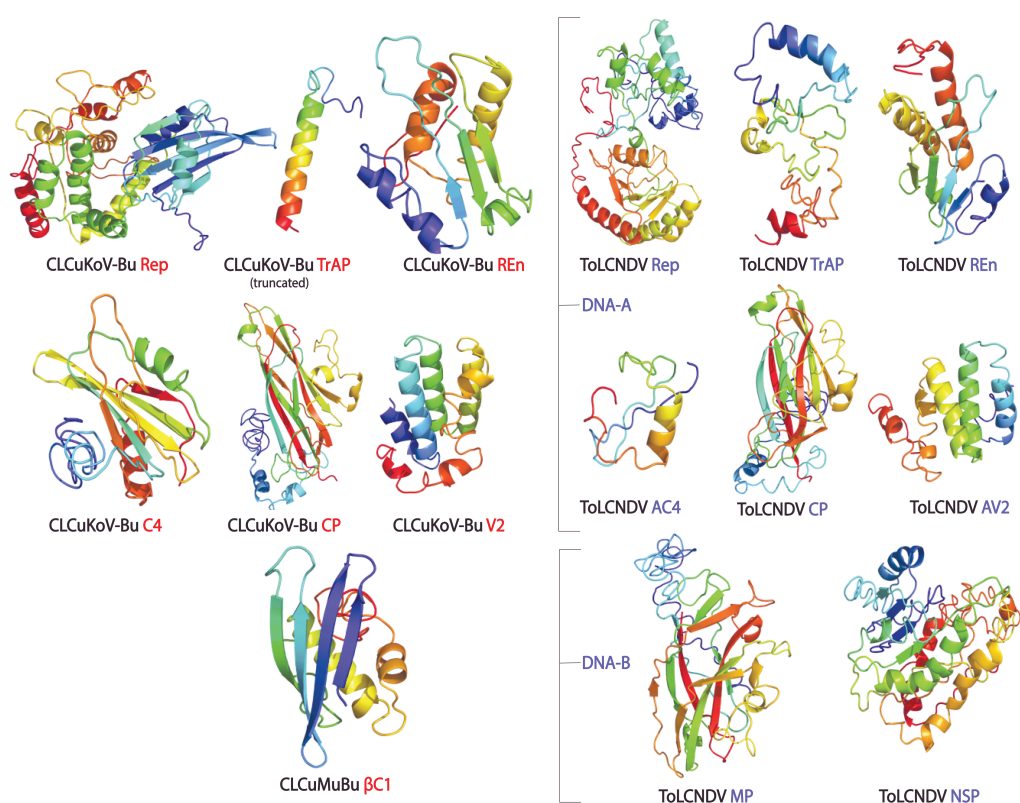 CLCuKoV-Bu Rep
CLCuKoV-Bu TrAP
(truncated)
CLCuKoV-Bu REn
ToLCNDV Rep
ToLCNDV TrAP
ToLCNDV REn
DNA-A
CLCuKoV-Bu C4
CLCuKoV-Bu CP
CLCuKoV-Bu V2
ToLCNDV AC4
ToLCNDV CP
ToLCNDV AV2
DNA-B
CLCuMuBu βC1
ToLCNDV MP
ToLCNDV NSP